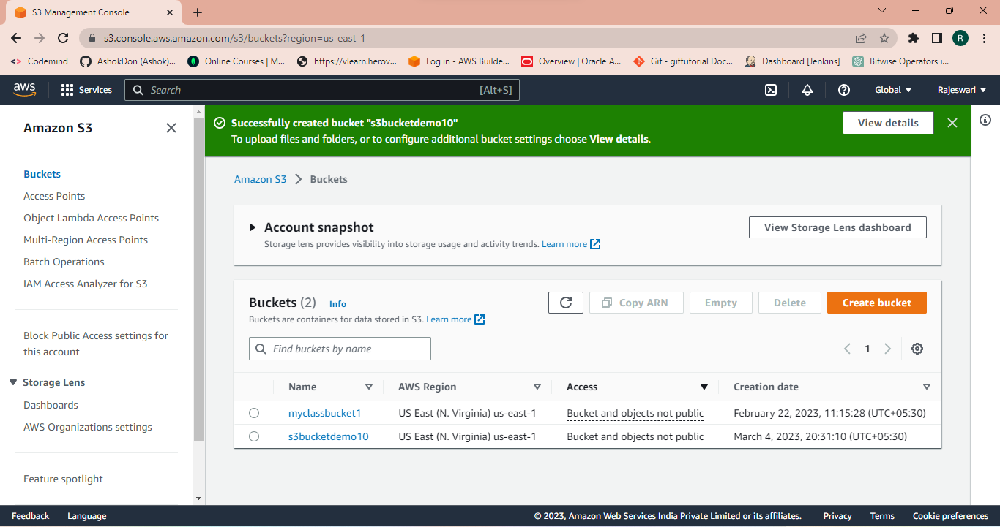 S3 Management Console
s3.console.aws.amazon.com/s3/buckets?region=us-east-1
R
<> Codemind
AshokDon (Ashok)...
Online Courses | M...
https://vlearn.herov...
Log in - AWS Builde...
Overview | Oracle A...
Git - gittutorial Doc...
Dashboard [Jenkins]
Bitwise Operators i...
aws
Services
Search
[Alt+S]
Global
Rajeswari
Amazon S3
Buckets
Access Points
Object Lambda Access Points
Multi-Region Access Points
Batch Operations
IAM Access Analyzer for S3
Block Public Access settings for
this account
Storage Lens
Dashboards
AWS Organizations settings
Feature spotlight
Successfully created bucket "s3bucketdemo10"
To upload files and folders, or to configure additional bucket settings choose View details.
View details
Amazon S3 > Buckets
Account snapshot
Storage lens provides visibility into storage usage and activity trends. Learn more
View Storage Lens dashboard
Buckets (2) Info
Buckets are containers for data stored in S3. Learn more
Copy ARN
Empty
Delete
Create bucket
Find buckets by name
1
Name AWS Region Access Creation date
myclassbucket1 US East (N. Virginia) us-east-1 Bucket and objects not public February 22, 2023, 11:15:28 (UTC+05:30)
s3bucketdemo10 US East (N. Virginia) us-east-1 Bucket and objects not public March 4, 2023, 20:31:10 (UTC+05:30)
Feedback Language © 2023, Amazon Web Services India Private Limited or its affiliates. Privacy Terms Cookie preferences